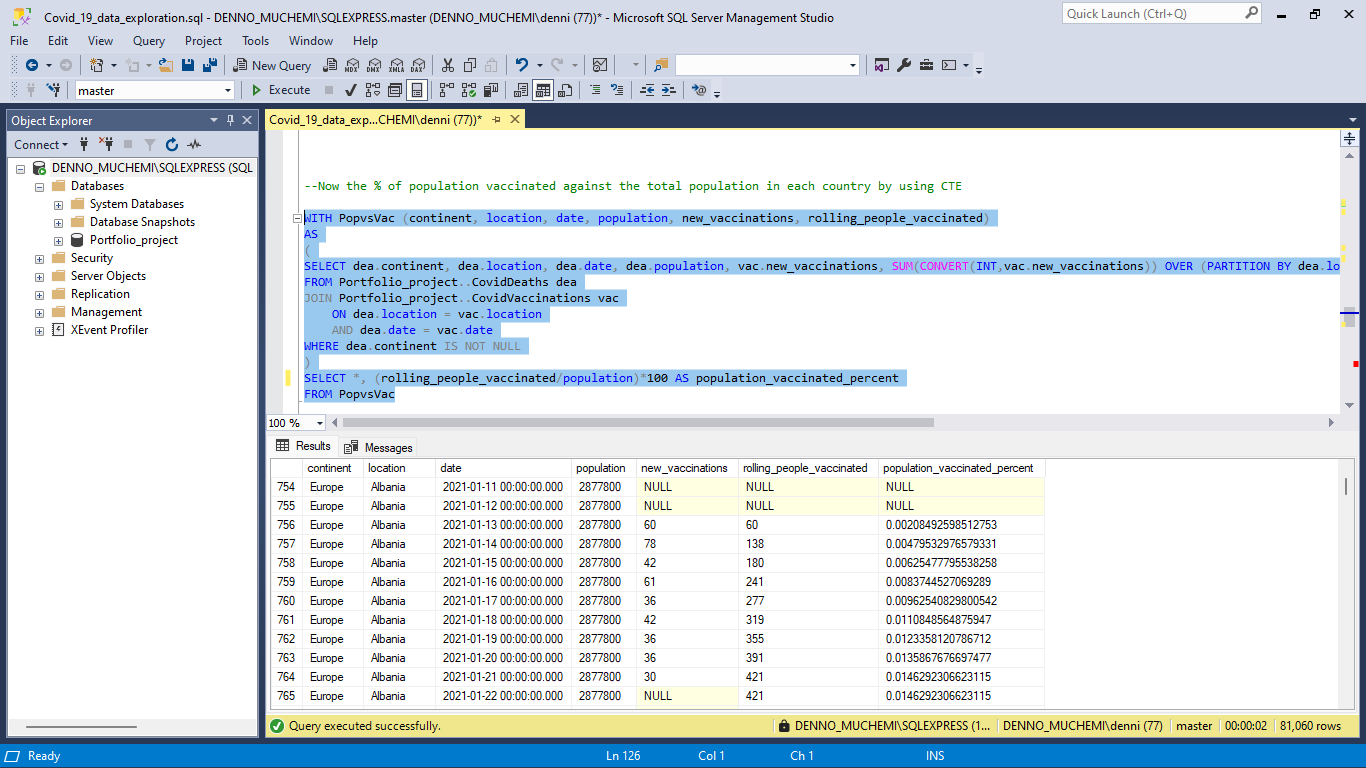 Covid_19_data_exploration.sql - DENNO_MUCHEMI\SQLEXPRESS.master (DENNO_MUCHEMI\denni (77))* - Microsoft SQL Server Management Studio
Quick Launch (Ctrl+Q)
File Edit View Query Project Tools Window Help
New Query
MDX DMX XMLA DAX
master
Execute
Object Explorer
Covid_19_data_exp...CHEMI\denni (77))*
Connect
DENNO_MUCHEMI\SQLEXPRESS (SQL
Databases
System Databases
Database Snapshots
Portfolio_project
Security
Server Objects
Replication
Management
XEvent Profiler
--Now the % of population vaccinated against the total population in each country by using CTE
WITH PopvsVac (continent, location, date, population, new_vaccinations, rolling_people_vaccinated)
AS
(
SELECT dea.continent, dea.location, dea.date, dea.population, vac.new_vaccinations, SUM(CONVERT(INT,vac.new_vaccinations)) OVER (PARTITION BY dea.lo
FROM Portfolio_project..CovidDeaths dea
JOIN Portfolio_project..CovidVaccinations vac
ON dea.location = vac.location
AND dea.date = vac.date
WHERE dea.continent IS NOT NULL
)
SELECT *, (rolling_people_vaccinated/population)*100 AS population_vaccinated_percent
FROM PopvsVac
100 %
Results Messages
continent location date population new_vaccinations rolling_people_vaccinated population_vaccinated_percent
754 Europe Albania 2021-01-11 00:00:00.000 2877800 NULL NULL NULL
755 Europe Albania 2021-01-12 00:00:00.000 2877800 NULL NULL NULL
756 Europe Albania 2021-01-13 00:00:00.000 2877800 60 60 0.00208492598512753
757 Europe Albania 2021-01-14 00:00:00.000 2877800 78 138 0.00479532976579331
758 Europe Albania 2021-01-15 00:00:00.000 2877800 42 180 0.00625477795538258
759 Europe Albania 2021-01-16 00:00:00.000 2877800 61 241 0.0083744527069289
760 Europe Albania 2021-01-17 00:00:00.000 2877800 36 277 0.00962540829800542
761 Europe Albania 2021-01-18 00:00:00.000 2877800 42 319 0.0110848564875947
762 Europe Albania 2021-01-19 00:00:00.000 2877800 36 355 0.0123358120786712
763 Europe Albania 2021-01-20 00:00:00.000 2877800 36 391 0.0135867676697477
764 Europe Albania 2021-01-21 00:00:00.000 2877800 30 421 0.0146292306623115
765 Europe Albania 2021-01-22 00:00:00.000 2877800 NULL 421 0.0146292306623115
Query executed successfully.
DENNO_MUCHEMI\SQLEXPRESS (1... DENNO_MUCHEMI\denni (77) master 00:00:02 81,060 rows
Ready Ln 126 Col 1 Ch 1 INS